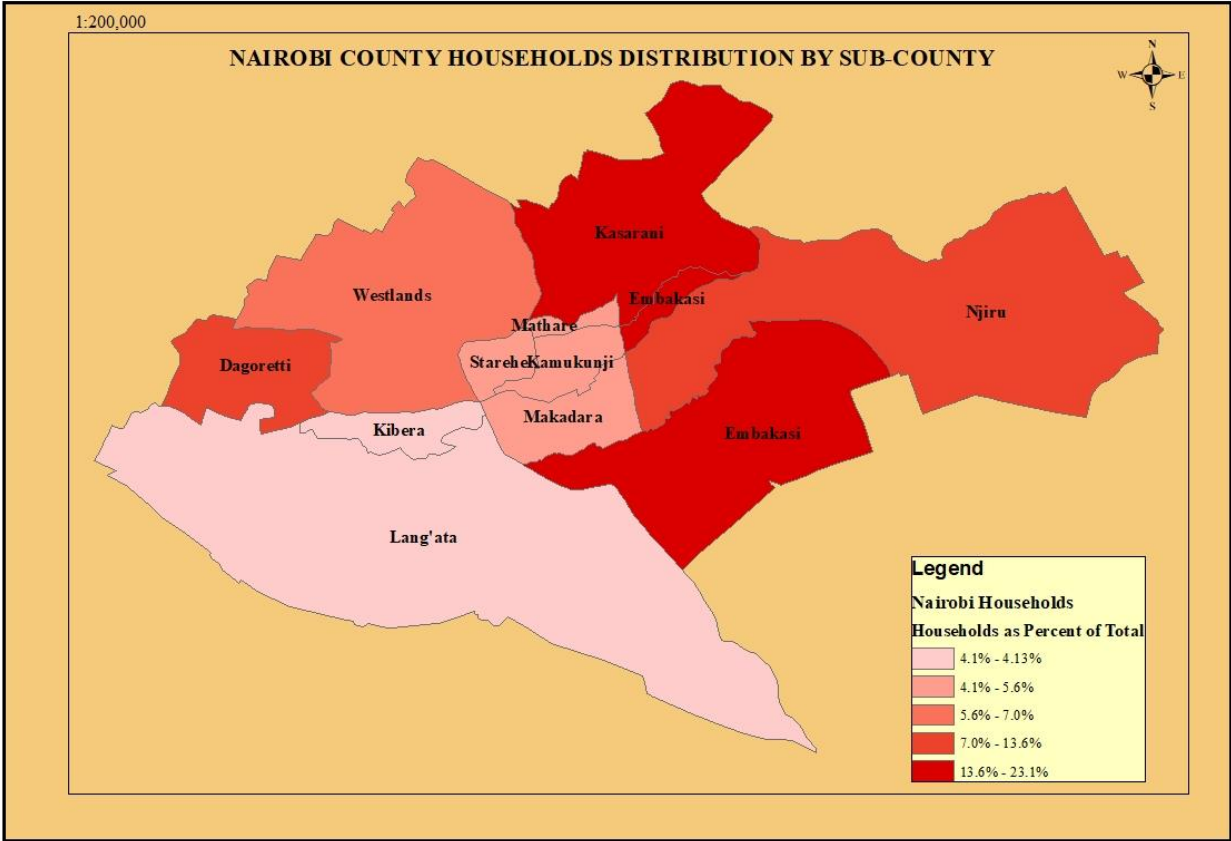 1:200,000
NAIROBI COUNTY HOUSEHOLDS DISTRIBUTION BY SUB-COUNTY
N
W E
S
Kasarani
Westlands
Embakasi
Njiru
Mathare
Dagoretti
Starehe
Kamukunji
Makadara
Kibera
Embakasi
Lang'ata
Legend
Nairobi Households
Households as Percent of Total
4.1% - 4.13%
4.1% - 5.6%
5.6% - 7.0%
7.0% - 13.6%
13.6% - 23.1%